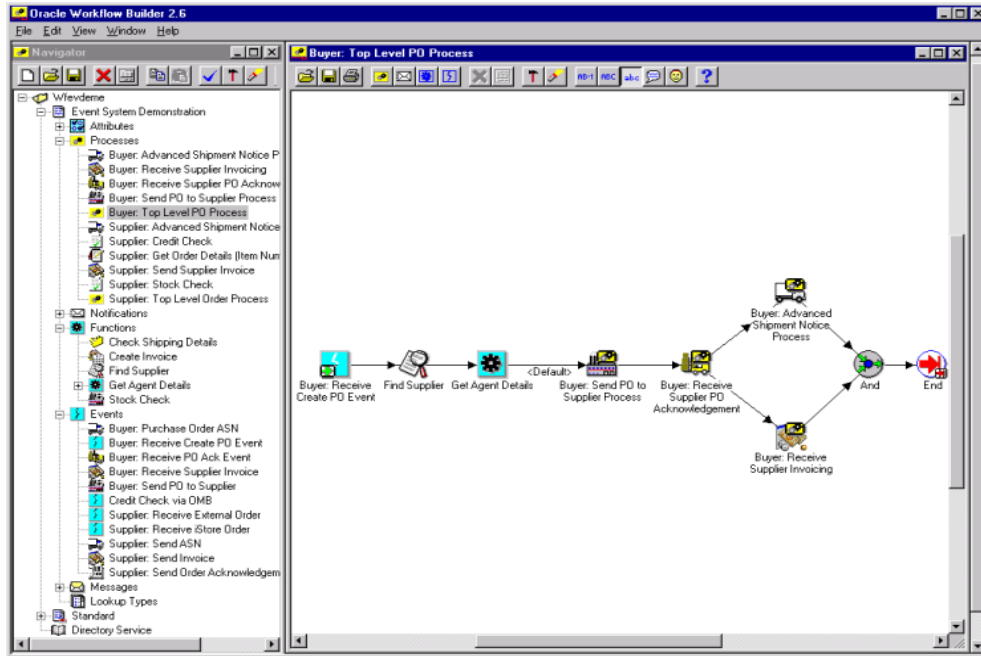 Oracle Workflow Builder 2.6
File Edit View Window Help
Navigator
Wfevdeme
Event System Demonstration
Attributes
Processes
Buyer: Advanced Shipment Notice P
Buyer: Receive Supplier Invoicing
Buyer: Receive Supplier PO Acknow
Buyer: Send PO to Supplier Process
Buyer: Top Level PO Process
Supplier: Advanced Shipment Notice
Supplier: Credit Check
Supplier: Get Order Details (Item Num
Supplier: Send Supplier Invoice
Supplier: Stock Check
Supplier: Top Level Order Process
Notifications
Functions
Check Shipping Details
Create Invoice
Find Supplier
Get Agent Details
Stock Check
Events
Buyer: Purchase Order ASN
Buyer: Receive Create PO Event
Buyer: Receive PO Ack Event
Buyer: Receive Supplier Invoice
Buyer: Send PO to Supplier
Credit Check via OMB
Supplier: Receive External Order
Supplier: Receive iStore Order
Supplier: Send ASN
Supplier: Send Invoice
Supplier: Send Order Acknowledgem
Messages
Lookup Types
Standard
Directory Service
Buyer: Top Level PO Process
AB-1 ABC abc ?
Buyer: Receive
Create PO Event
Find Supplier
Get Agent Details
<Default>
Buyer: Send PO to
Supplier Process
Buyer: Receive
Supplier PO
Acknowledgement
Buyer: Advanced
Shipment Notice
Process
Buyer: Receive
Supplier Invoicing
And
End